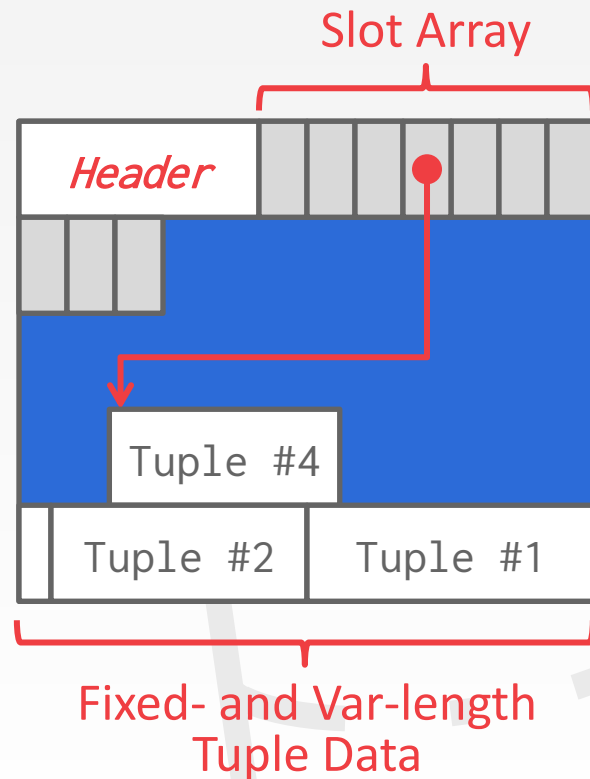 Slot Array
Header
Tuple #4
Tuple #2
Tuple #1
Fixed- and Var-length
Tuple Data